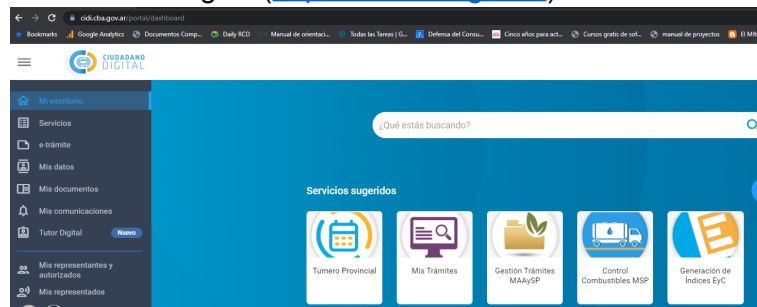 cidi.cba.gov.ar/portal/dashboard
Bookmarks Google Analytics Documentos Comp... Daily RCD Manual de orientaci... Todas las Tareas | G... Defensa del Consu... Cinco años para act... Cursos gratis de sof... manual de proyectos El Mit
CIUDADANO
DIGITAL
Mi escritorio
¿Qué estás buscando?
Servicios
e-trámite
Mis datos
Mis documentos
Servicios sugeridos
Mis comunicaciones
Tutor Digital Nuevo
Turnero Provincial
Mis Trámites
Gestión Trámites
MAAySP
Control
Combustibles MSP
Generación de
Índices EyC
Mis representantes y
autorizados
Mis representados